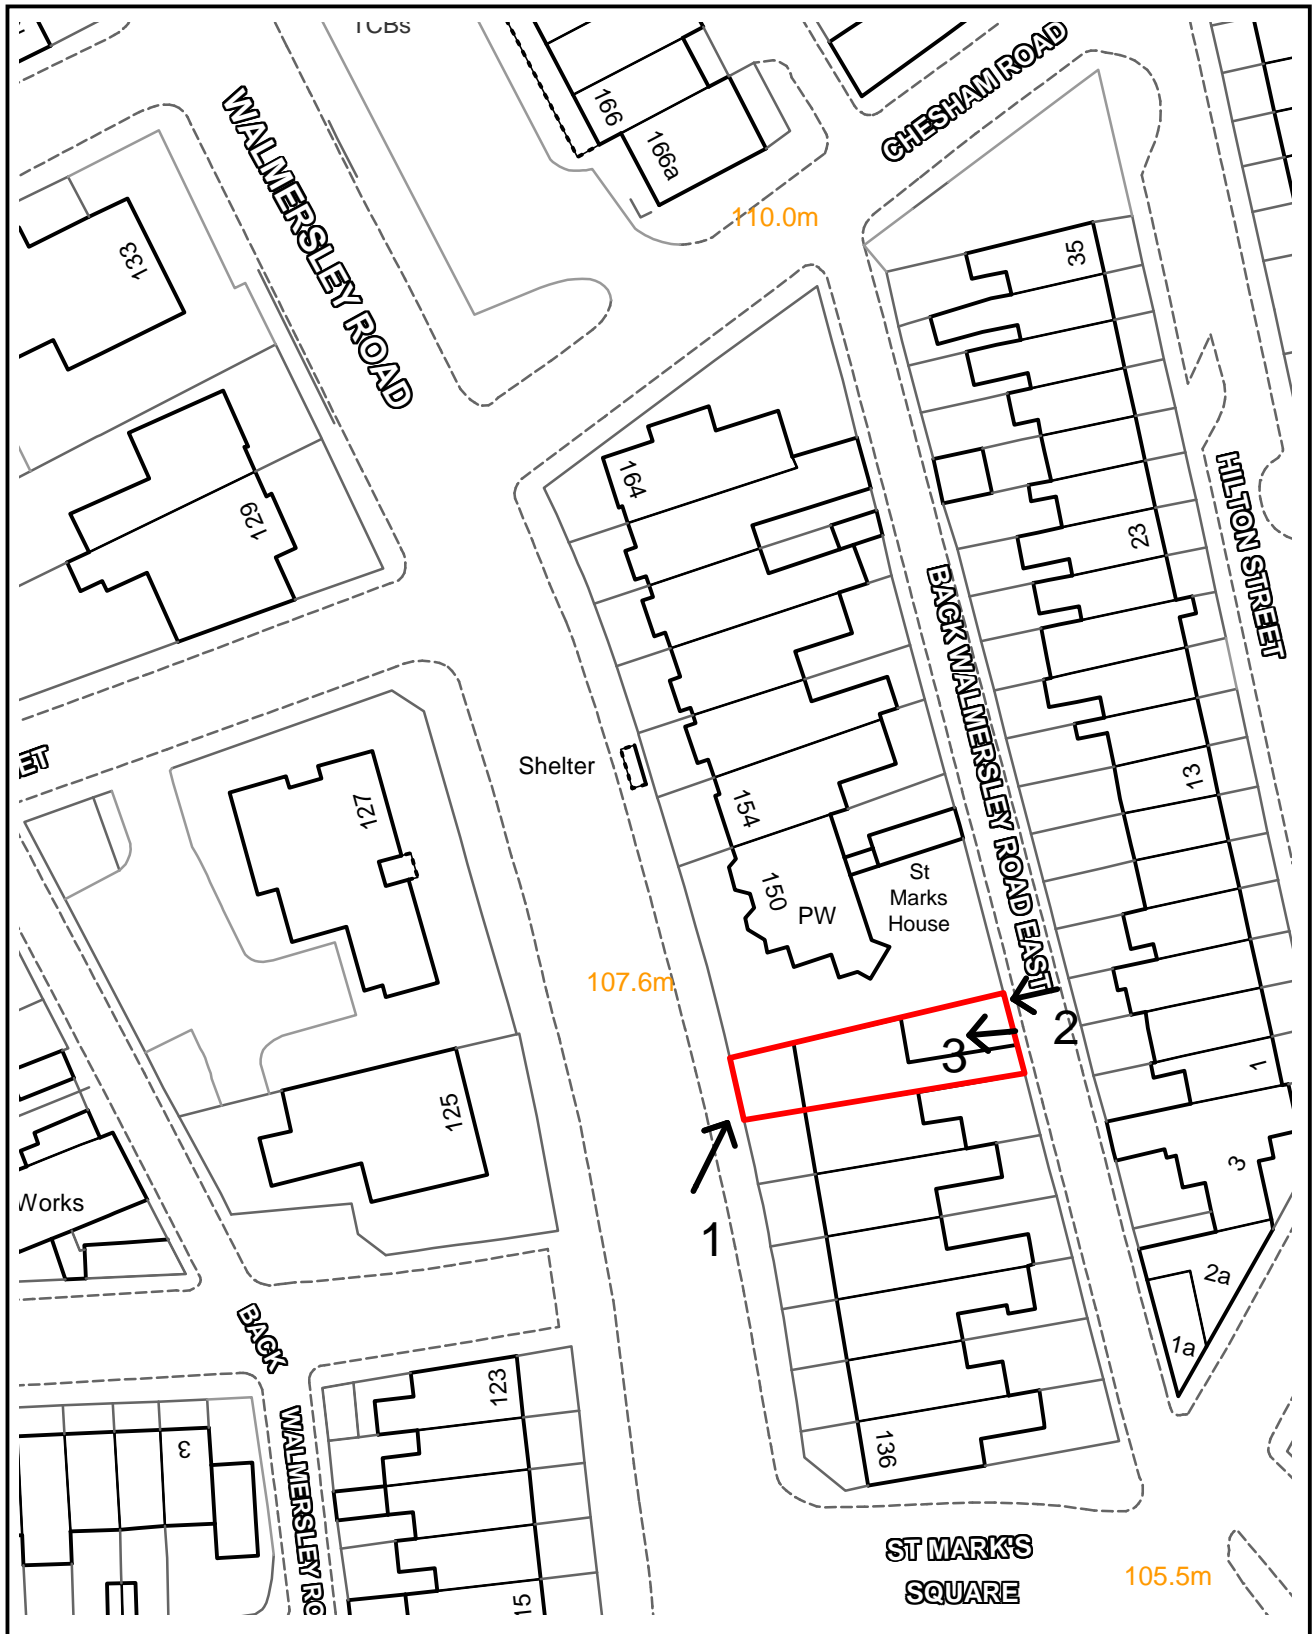 TCBs
WALMERSLEY ROAD
166
166a
CHESHAM ROAD
110.0m
133
35
164
129
23
HILTON STREET
BACK WALMERSLEY ROAD EAST
ET
Shelter
127
154
13
150
PW
St
Marks
House
107.6m
2
3
1
125
Works
1
3
2a
1a
BACK
WALMERSLEY RO
123
3
136
15
ST MARK'S
SQUARE
105.5m